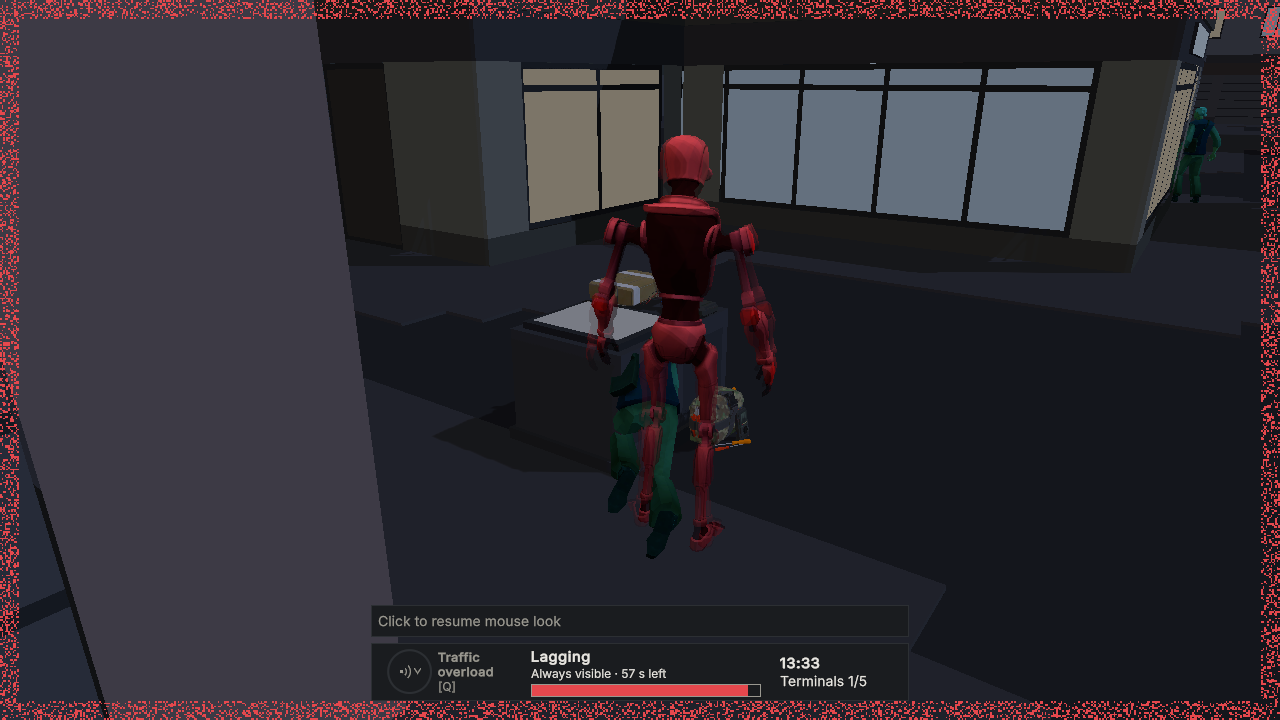 Click to resume mouse look
Traffic
overload
[Q]
Lagging
Always visible · 57 s left
13:33
Terminals 1/5